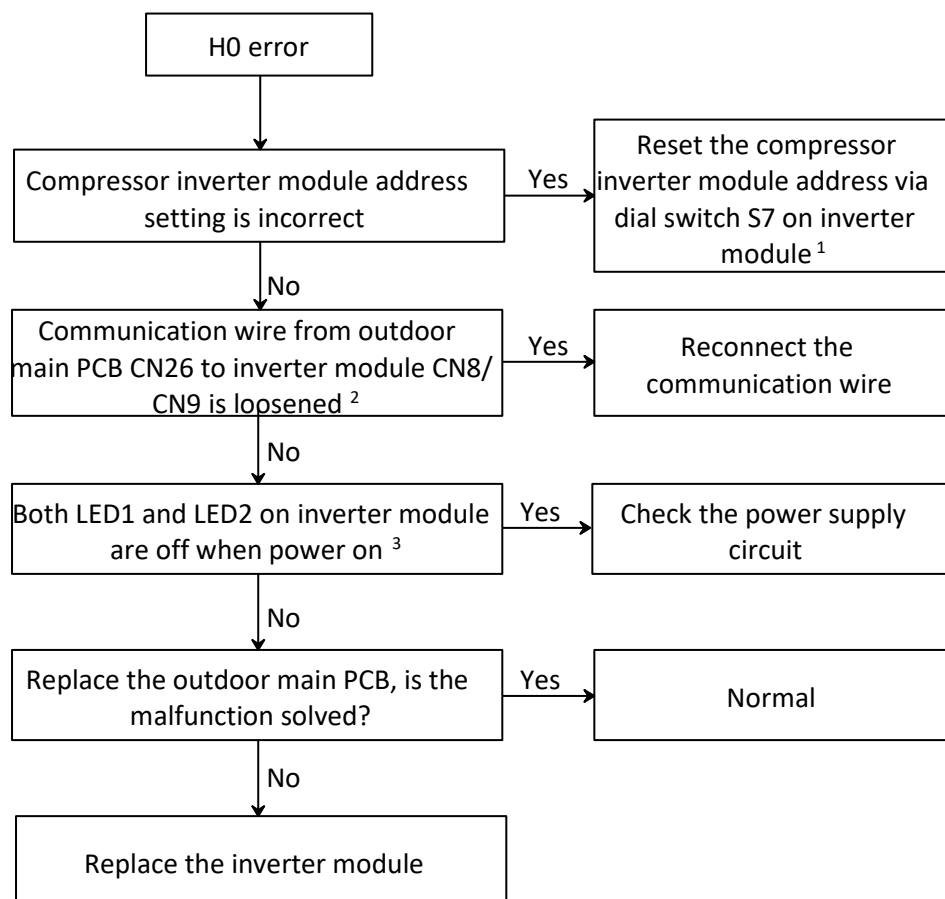 H0 error
Compressor inverter module address
setting is incorrect
Yes
Reset the compressor
inverter module address via
dial switch S7 on inverter
module 1
No
Communication wire from outdoor
main PCB CN26 to inverter module CN8/
CN9 is loosened 2
Yes
Reconnect the
communication wire
No
Both LED1 and LED2 on inverter module
are off when power on 3
Yes
Check the power supply
circuit
No
Replace the outdoor main PCB, is the
malfunction solved?
Yes
Normal
No
Replace the inverter module